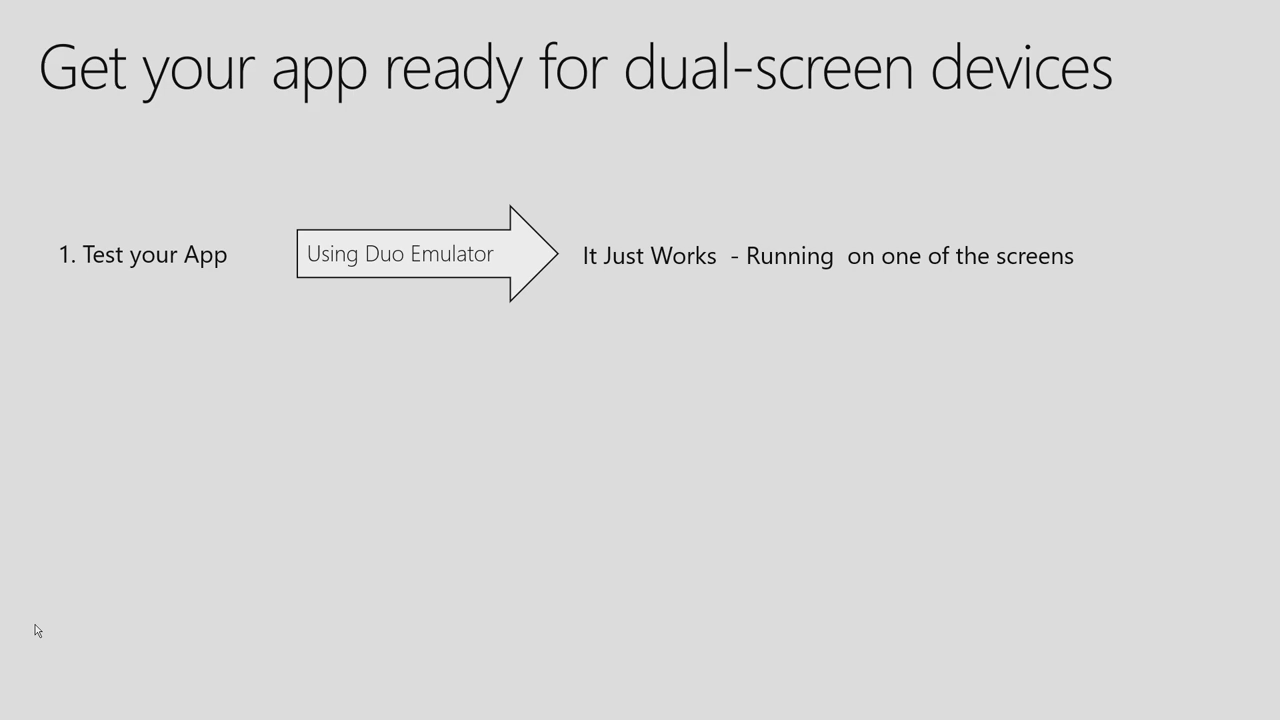 Get your app ready for dual-screen devices
1. Test your App
Using Duo Emulator
It Just Works - Running on one of the screens